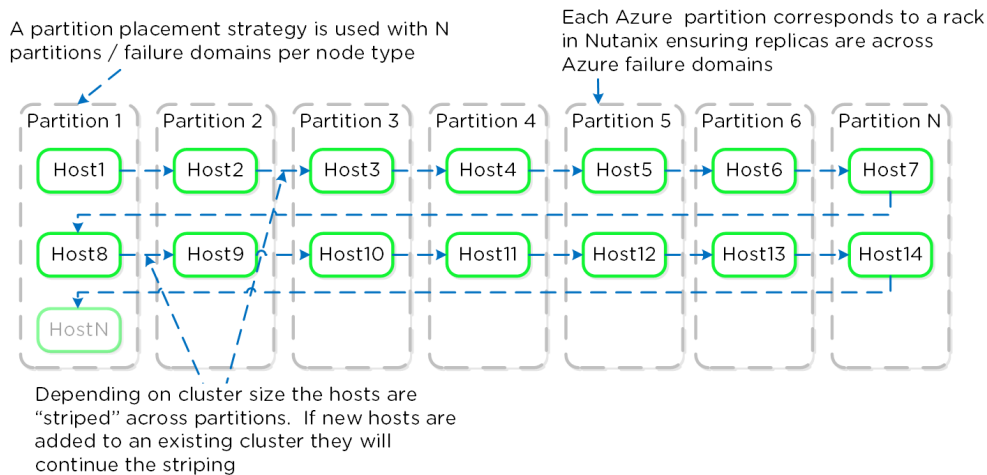 A partition placement strategy is used with N
partitions / failure domains per node type
Each Azure partition corresponds to a rack
in Nutanix ensuring replicas are across
Azure failure domains
Partition 1
Partition 2
Partition 3
Partition 4
Partition 5
Partition 6
Partition N
Host1
Host2
Host3
Host4
Host5
Host6
Host7
Host8
Host9
Host10
Host11
Host12
Host13
Host14
HostN
Depending on cluster size the hosts are
“striped” across partitions. If new hosts are
added to an existing cluster they will
continue the striping